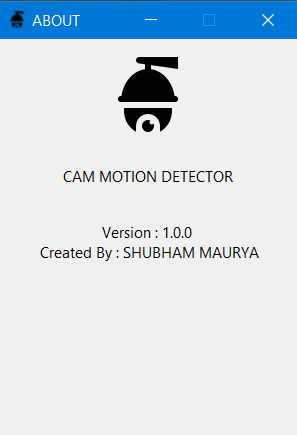 ABOUT
CAM MOTION DETECTOR
Version : 1.0.0
Created By : SHUBHAM MAURYA